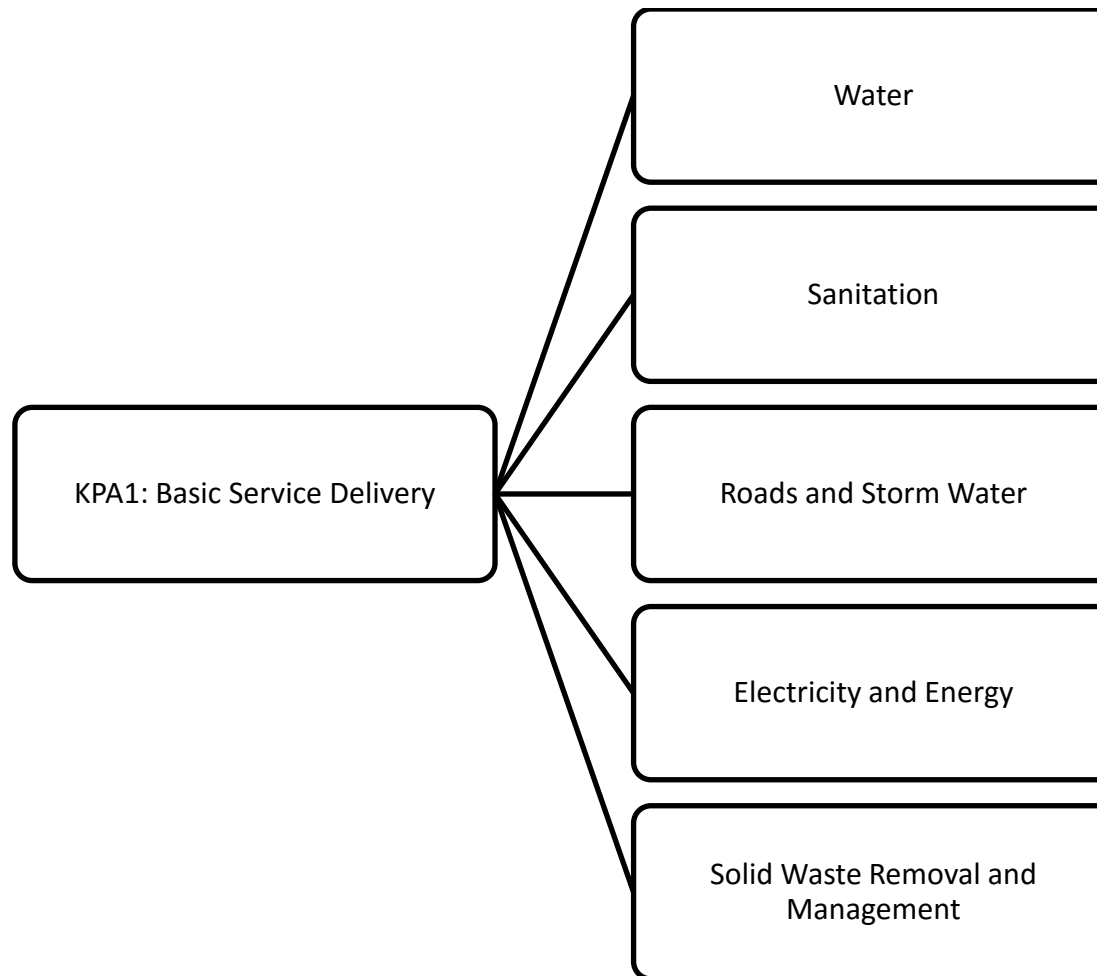 Water
Sanitation
KPA1: Basic Service Delivery
Roads and Storm Water
Electricity and Energy
Solid Waste Removal and
Management